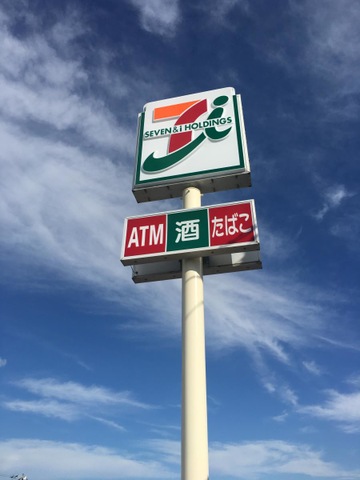 7i
SEVEN&i HOLDINGS
ATM 酒 たばこ